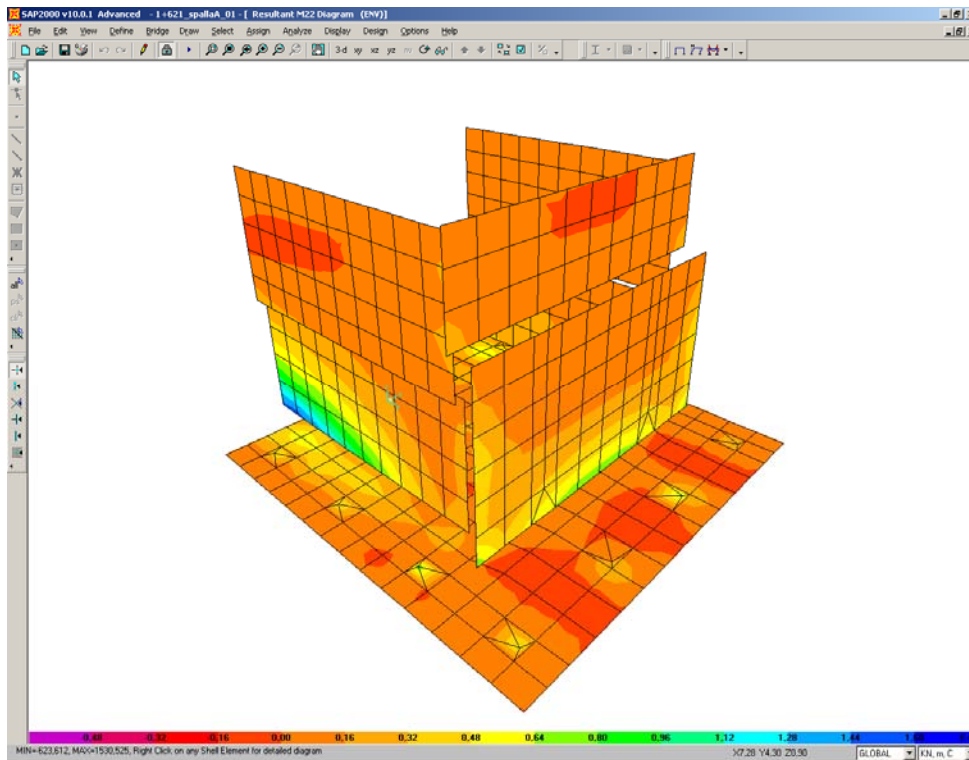 SAP2000 v10.0.1 Advanced - 1+621_spallaA_01 - [ Resultant M22 Diagram (ENV)]
File Edit View Define Bridge Draw Select Assign Analyze Display Design Options Help
3-d xy xz yz
0,48 0,32 -0,16 0,00 0,16 0,32 0,48 0,64 0,80 0,96 1,12 1,28 1,44
MIN=-623,612, MAX=1530,525, Right Click on any Shell Element for detailed diagram
X7,28 Y4,30 Z0,90
GLOBAL
KN, m, C